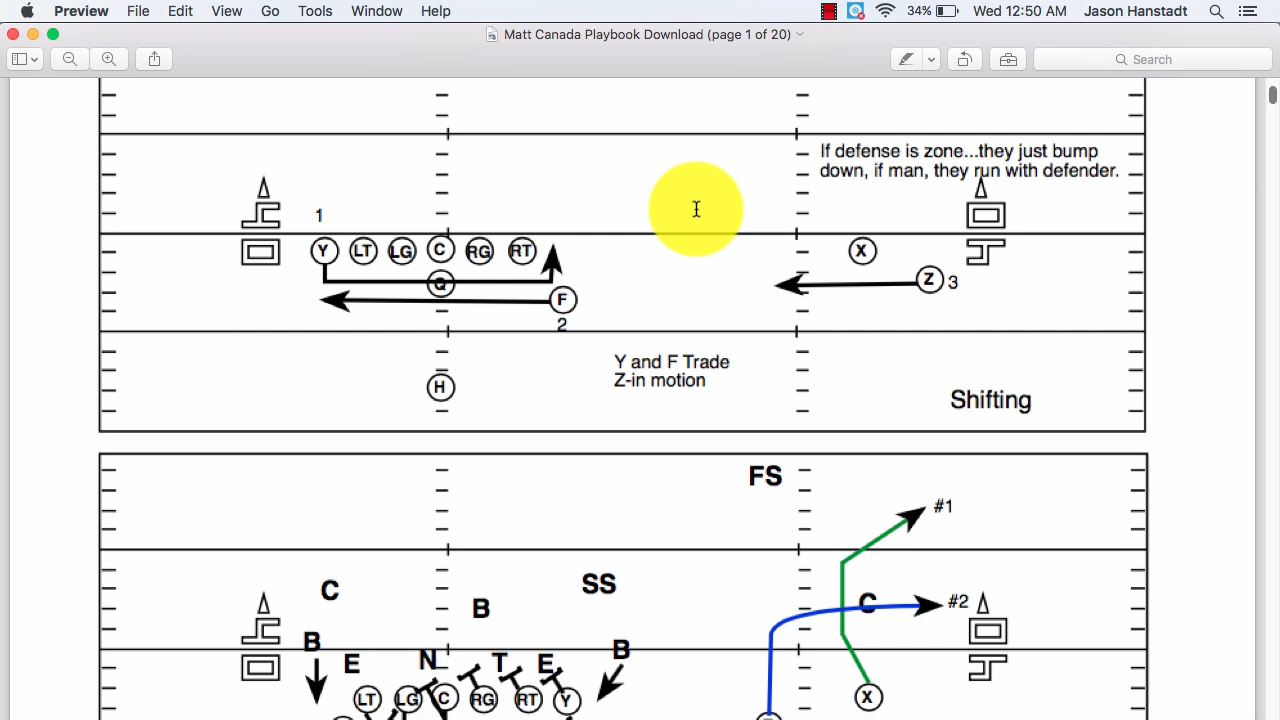 Preview File Edit View Go Tools Window Help 34% Wed 12:50 AM Jason Hanstadt
Matt Canada Playbook Download (page 1 of 20)
Search
If defense is zone...they just bump
down, if man, they run with defender.
1
Y LT LG C RG RT X
Q Z 3
F
2
Y and F Trade
Z-in motion
H
Shifting
FS
#1
C SS
B C #2
B E N T E B
LT LG C RG RT Y X